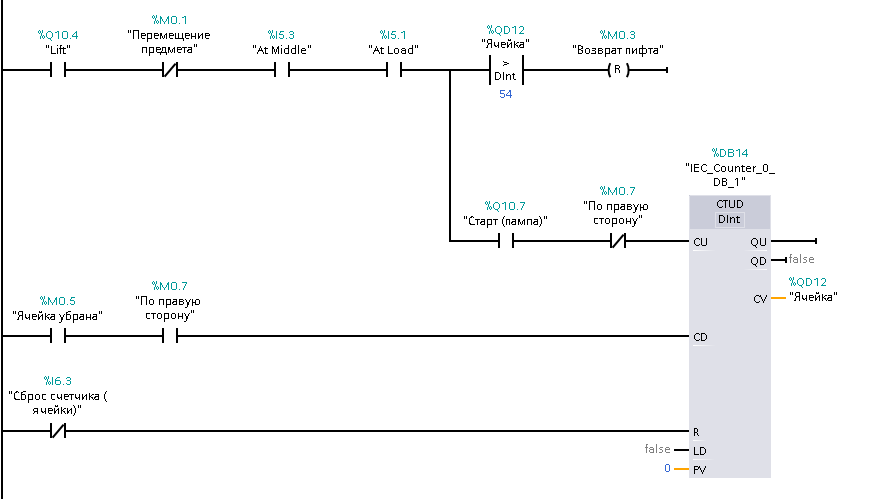 %Q10.4
"Lift"
%M0.1
"Перемещение
предмета"
%I5.3
"At Middle"
%I5.1
"At Load"
%QD12
"Ячейка"
>
DInt
54
%M0.3
"Возврат пифта"
R
%DB14
"IEC_Counter_0_
DB_1"
CTUD
DInt
%Q10.7
"Старт (пампа)"
%M0.7
"По правую
сторону"
CU
QU
QD
false
%QD12
"Ячейка"
CV
%M0.5
"Ячейка убрана"
%M0.7
"По правую
сторону"
CD
%I6.3
"Сброс счетчика (
ячейки)"
R
false
LD
0
PV